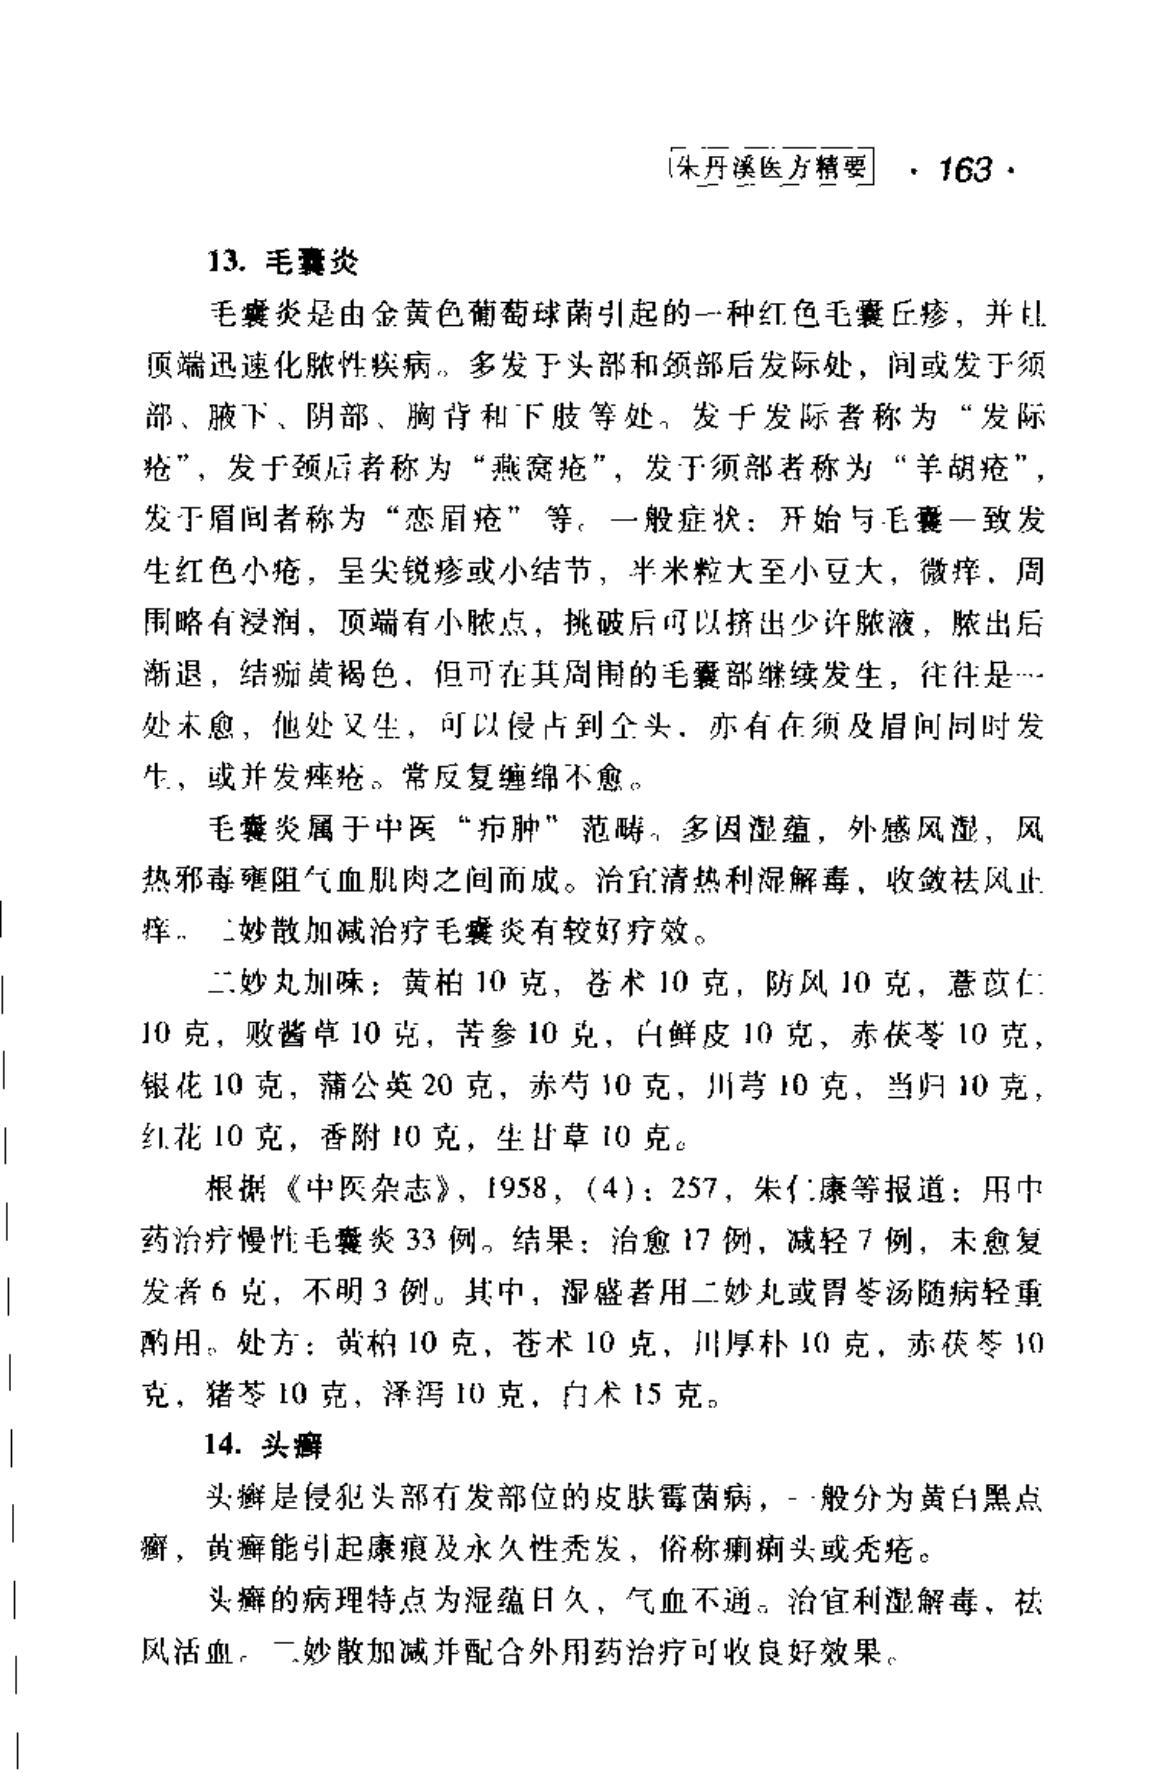 朱丹溪医方精要 · 163 ·
13. 毛囊炎
毛囊炎是由金黄色葡萄球菌引起的一种红色毛囊丘疹，并在
顶端迅速化脓性疾病。多发于头部和颈部后发际处，间或发于须
部、腋下、阴部、胸背和下肢等处。发于发际者称为“发际
疮”，发于颈后者称为“燕窝疮”，发于须部者称为“羊胡疮”，
发于眉间者称为“恋眉疮”等。一般症状：开始与毛囊一致发
生红色小疮，呈尖锐疹或小结节，半米粒大至小豆大，微痒，周
围略有浸润，顶端有小脓点，挑破后可以挤出少许脓液，脓出后
渐退，结痂黄褐色，但可在其周围的毛囊部继续发生，往往是一
处未愈，他处又生，可以侵占到全头，亦有在须及眉间同时发
生，或并发痤疮。常反复缠绵不愈。
毛囊炎属于中医“疖肿”范畴。多因湿蕴，外感风湿，风
热邪毒壅阻气血肌肉之间而成。治宜清热利湿解毒，收敛祛风止
痒。二妙散加减治疗毛囊炎有较好疗效。
二妙丸加味：黄柏 10 克，苍术 10 克，防风 10 克，薏苡仁
10 克，败酱草 10 克，苦参 10 克，白鲜皮 10 克，赤茯苓 10 克，
银花 10 克，蒲公英 20 克，赤芍 10 克，川芎 10 克，当归 10 克，
红花 10 克，香附 10 克，生甘草 10 克。
根据《中医杂志》，1958，（4）：257，朱仁康等报道：用中
药治疗慢性毛囊炎 33 例。结果：治愈 17 例，减轻 7 例，未愈复
发者 6 克，不明 3 例。其中，湿盛者用二妙丸或胃苓汤随病轻重
酌用。处方：黄柏 10 克，苍术 10 克，川厚朴 10 克，赤茯苓 10
克，猪苓 10 克，泽泻 10 克，白术 15 克。
14. 头癣
头癣是侵犯头部有发部位的皮肤霉菌病，一般分为黄白黑点
癣，黄癣能引起康痕及永久性秃发，俗称瘌痢头或秃疮。
头癣的病理特点为湿蕴日久，气血不通。治宜利湿解毒，祛
风活血。二妙散加减并配合外用药治疗可收良好效果。